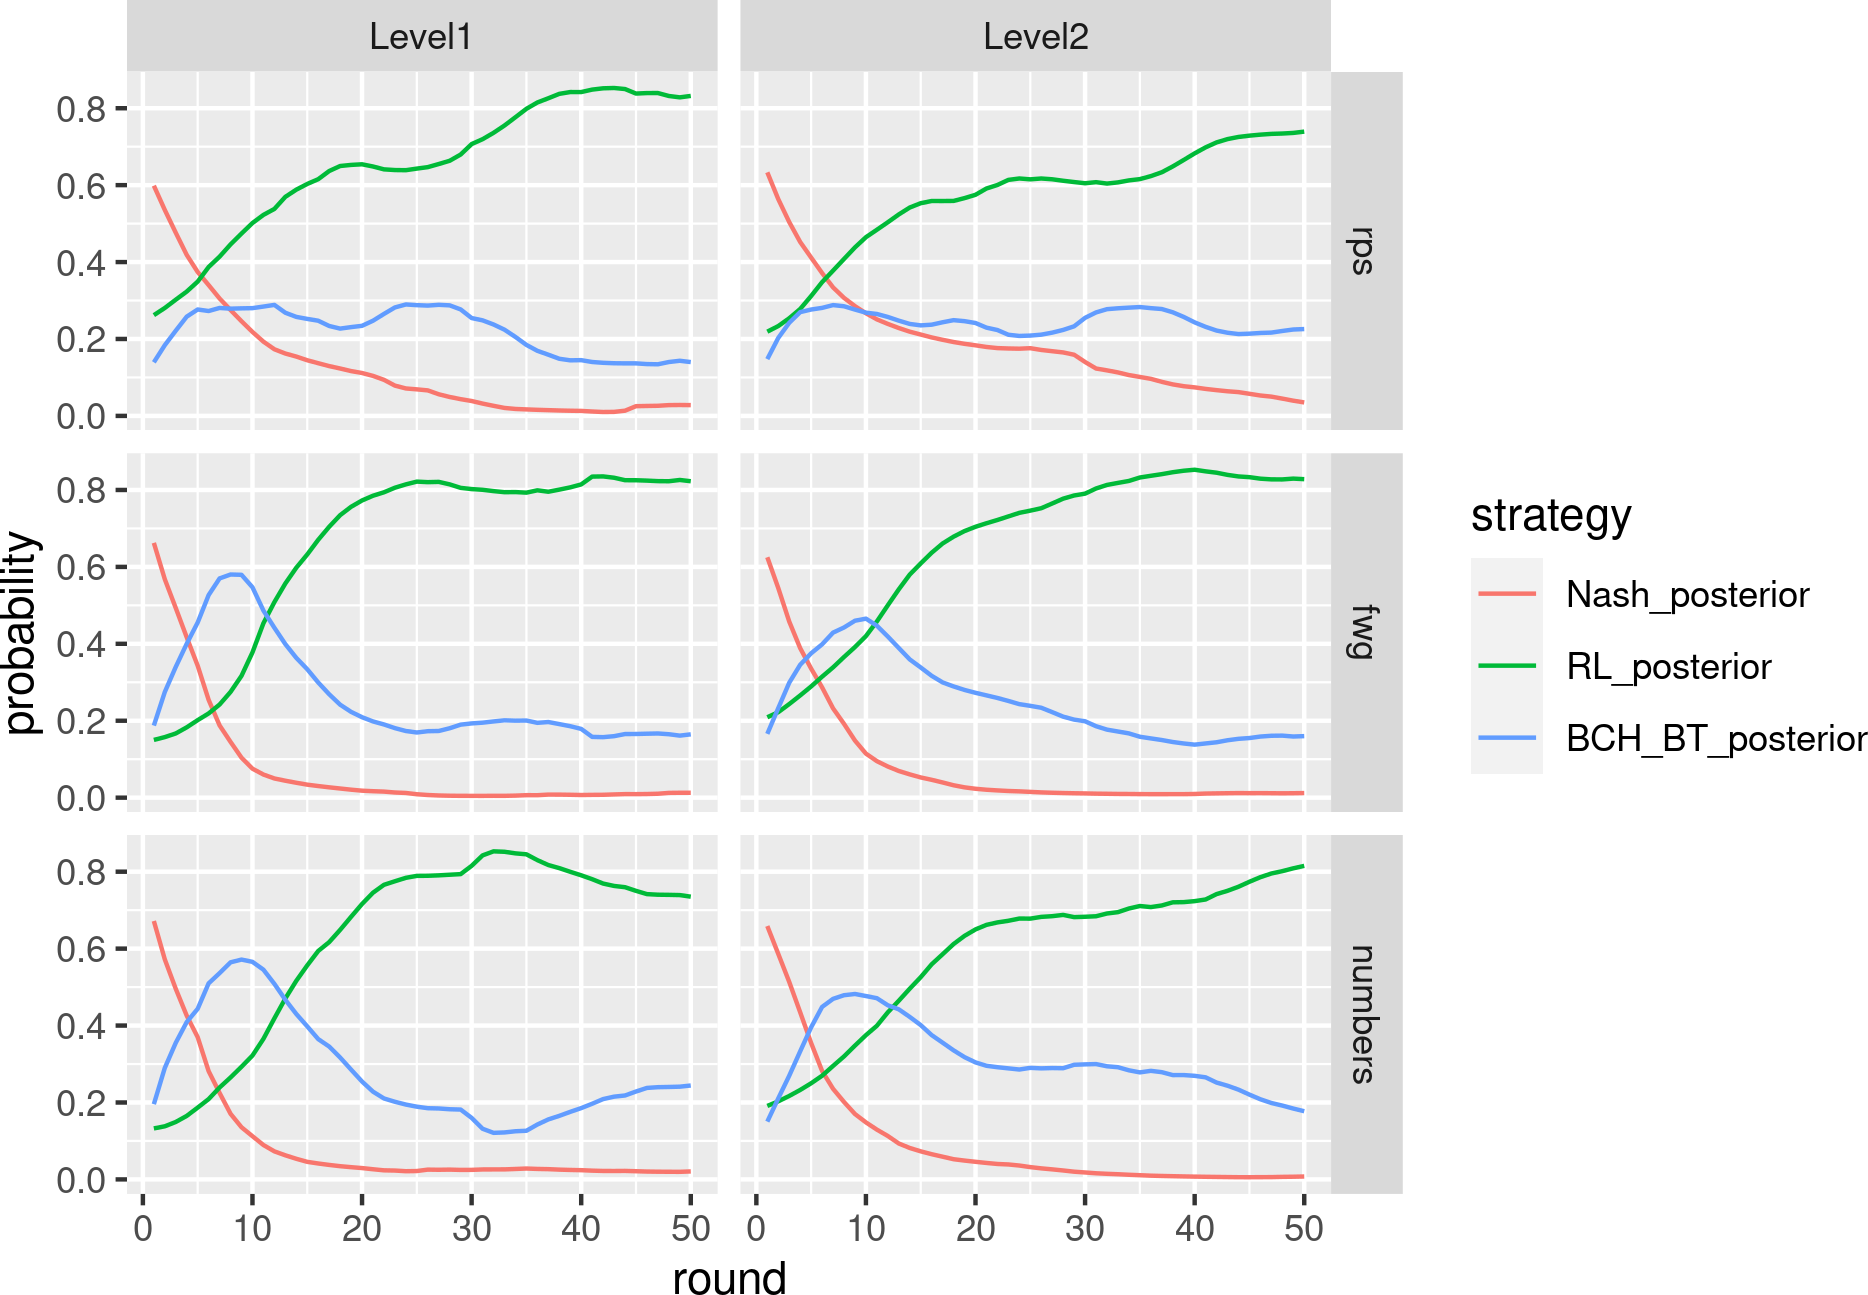 Level1 Level2
0.8
0.6
0.4
0.2
0.0
rps
0.8
0.6
0.4
0.2
0.0
fwg
0.8
0.6
0.4
0.2
0.0
numbers
probability
0 10 20 30 40 50 0 10 20 30 40 50
round
strategy
Nash_posterior
RL_posterior
BCH_BT_posterior